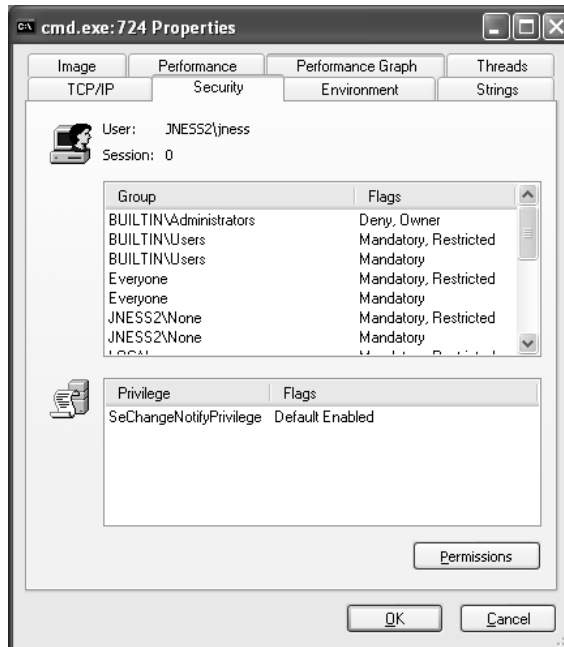 cmd.exe:724 Properties
Image Performance Performance Graph Threads
TCP/IP Security Environment Strings
User: JNESS2\jness
Session: 0
Group Flags
BUILTIN\Administrators Deny, Owner
BUILTIN\Users Mandatory, Restricted
BUILTIN\Users Mandatory
Everyone Mandatory, Restricted
Everyone Mandatory
JNESS2\None Mandatory, Restricted
JNESS2\None Mandatory
Privilege Flags
SeChangeNotifyPrivilege Default Enabled
Permissions
OK Cancel